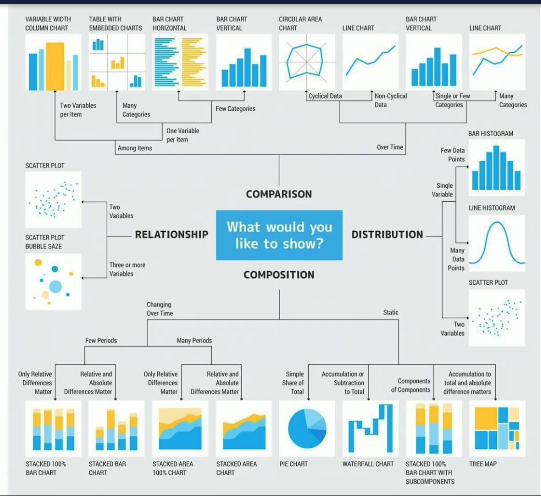 VARIABLE WIDTH
COLUMN CHART
TABLE WITH
EMBEDDED CHARTS
BAR CHART
HORIZONTAL
BAR CHART
VERTICAL
CIRCULAR AREA
CHART
LINE CHART
BAR CHART
VERTICAL
LINE CHART
Two Variables
per Item
Many
Categories
Few Categories
Cyclical Data
Non-Cyclical
Data
Single or Few
Categories
Many
Categories
One Variable
per Item
Among Items
Over Time
SCATTER PLOT
Two
Variables
SCATTER PLOT
BUBBLE SAZE
Three or more
Variables
RELATIONSHIP
COMPARISON
What would you
like to show?
COMPOSITION
DISTRIBUTION
BAR HISTOGRAM
Few Data
Points
Single
Variable
LINE HISTOGRAM
Many
Data
Points
SCATTER PLOT
Two
Variables
Changing
Over Time
Static
Few Periods
Many Periods
Only Relative
Differences
Matter
Relative and
Absolute
Differences Matter
Only Relative
Differences
Matter
Relative and
Absolute
Differences Matter
Simple
Share of
Total
Accumulation or
Subtraction
to Total
Components
of Components
Accumulation to
total and absolute
difference matters
STACKED 100%
BAR CHART
STACKED BAR
CHART
STACKED AREA
100% CHART
STACKED AREA
CHART
PIE CHART
WATERFALL CHART
STACKED 100%
BAR CHART WITH
SUBCOMPONENTS
TREE MAP